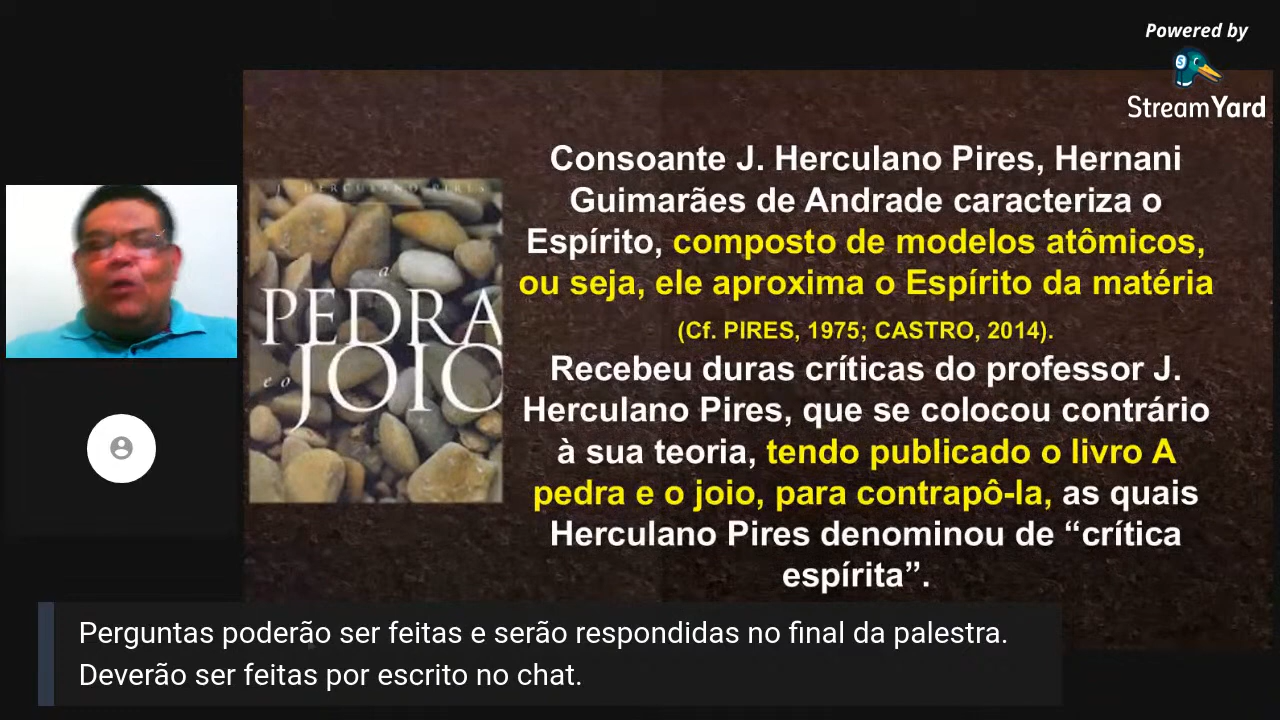 Powered by
StreamYard
Consoante J. Herculano Pires, Hernani
Guimarães de Andrade caracteriza o
Espírito, composto de modelos atômicos,
ou seja, ele aproxima o Espírito da matéria
(Cf. PIRES, 1975; CASTRO, 2014).
Recebeu duras críticas do professor J.
Herculano Pires, que se colocou contrário
à sua teoria, tendo publicado o livro A
pedra e o joio, para contrapô-la, as quais
Herculano Pires denominou de “crítica
espírita”.
J. HERCULANO PIRES
a
PEDRA
e o
JOIO
Perguntas poderão ser feitas e serão respondidas no final da palestra.
Deverão ser feitas por escrito no chat.